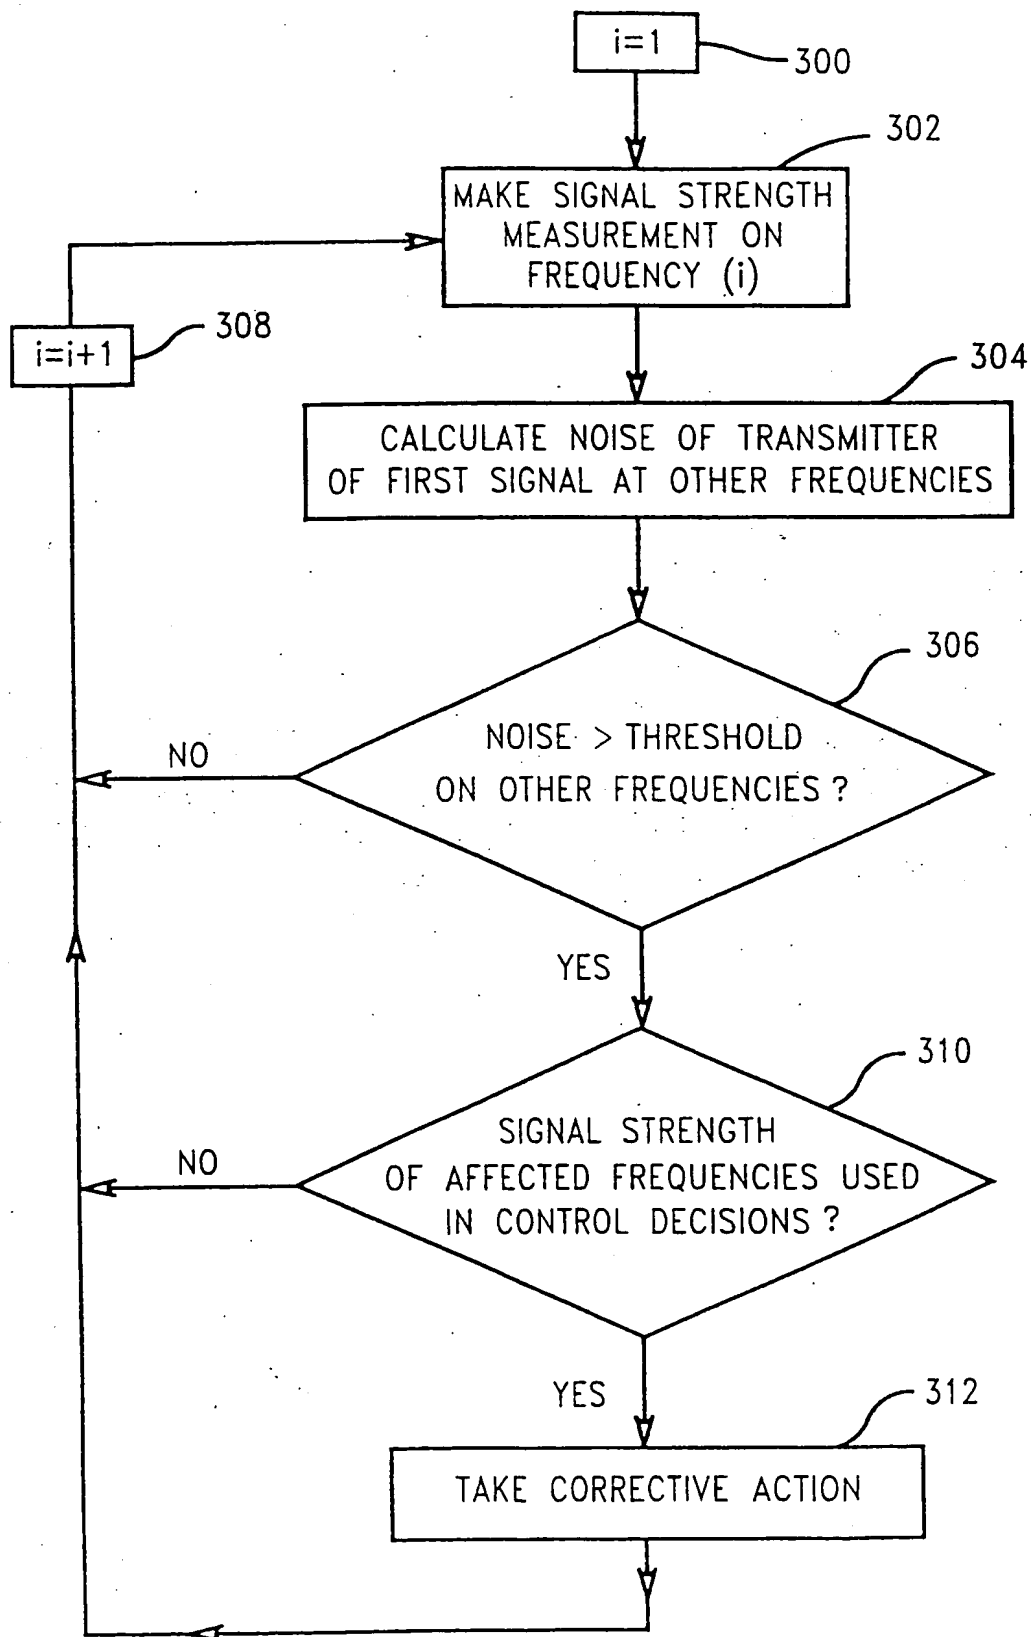 i=1
300
302
MAKE SIGNAL STRENGTH
MEASUREMENT ON
FREQUENCY (i)
308
i=i+1
304
CALCULATE NOISE OF TRANSMITTER
OF FIRST SIGNAL AT OTHER FREQUENCIES
306
NOISE > THRESHOLD
ON OTHER FREQUENCIES ?
NO
YES
310
SIGNAL STRENGTH
OF AFFECTED FREQUENCIES USED
IN CONTROL DECISIONS ?
NO
YES
312
TAKE CORRECTIVE ACTION